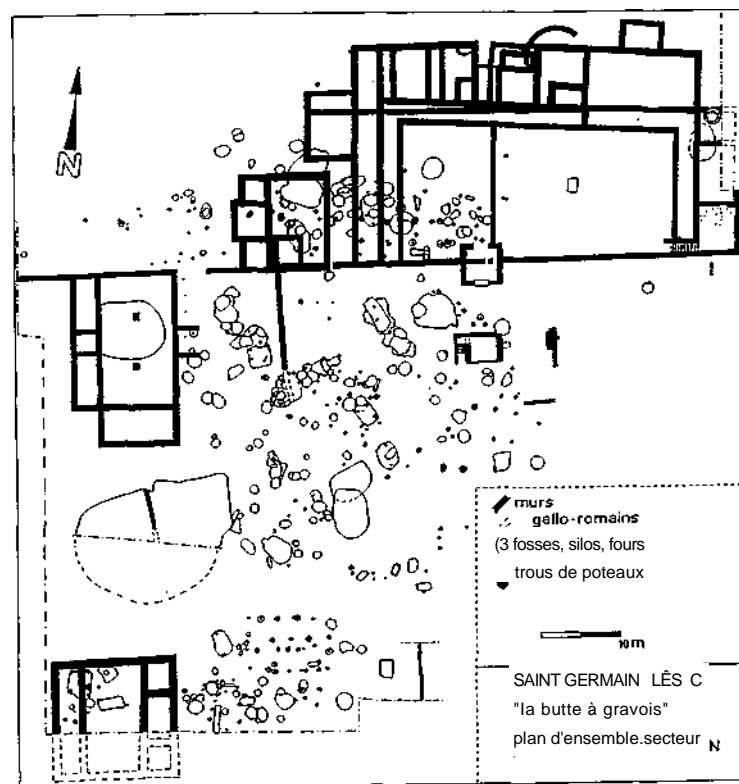 N
murs
gallo-romains
(3 fosses, silos, fours
trous de poteaux
10m
SAINT GERMAIN LÊS C
"la butte à gravois"
plan d'ensemble.secteur N